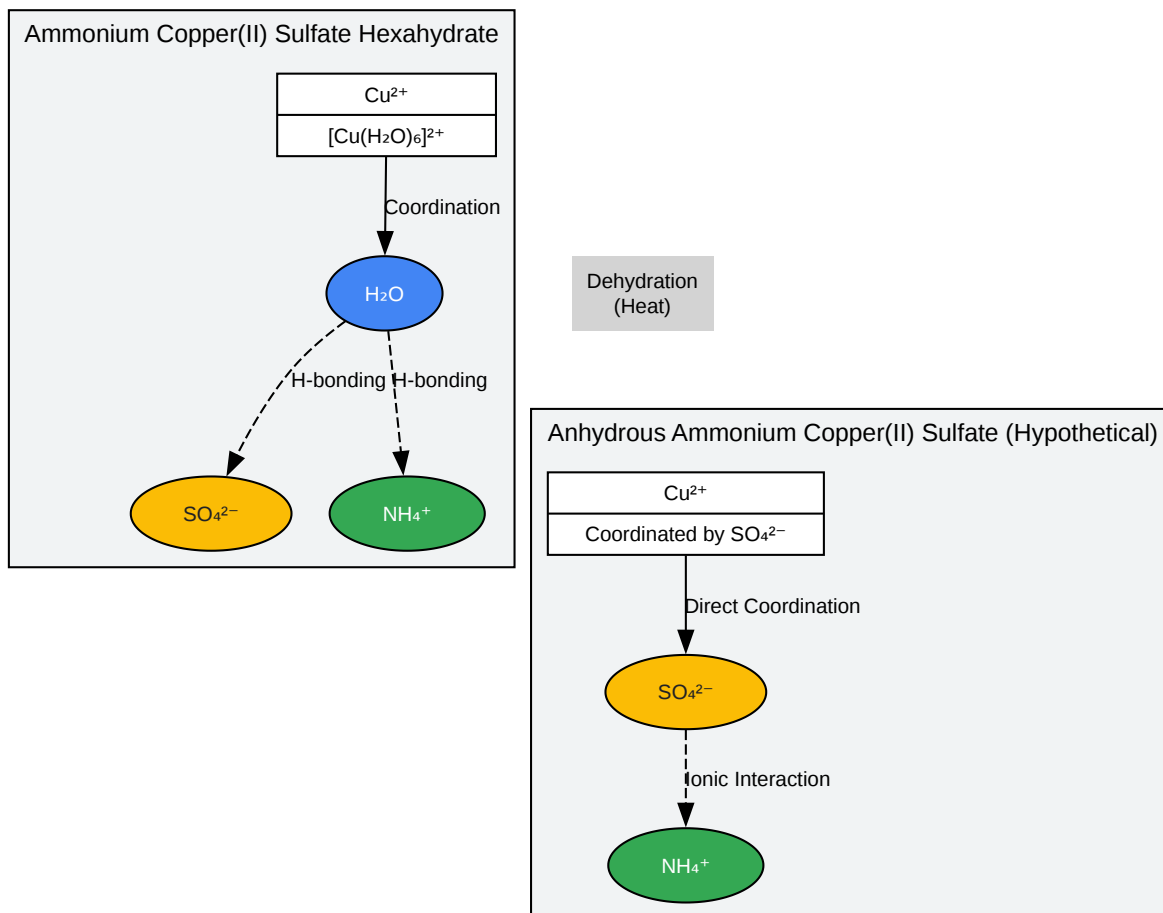 Ammonium Copper(II) Sulfate Hexahydrate
Cu²⁺
[Cu(H₂O)₆]²⁺
Coordination
H₂O
H-bonding
H-bonding
SO₄²⁻
NH₄⁺
Dehydration
(Heat)
Anhydrous Ammonium Copper(II) Sulfate (Hypothetical)
Cu²⁺
Coordinated by SO₄²⁻
Direct Coordination
SO₄²⁻
Ionic Interaction
NH₄⁺